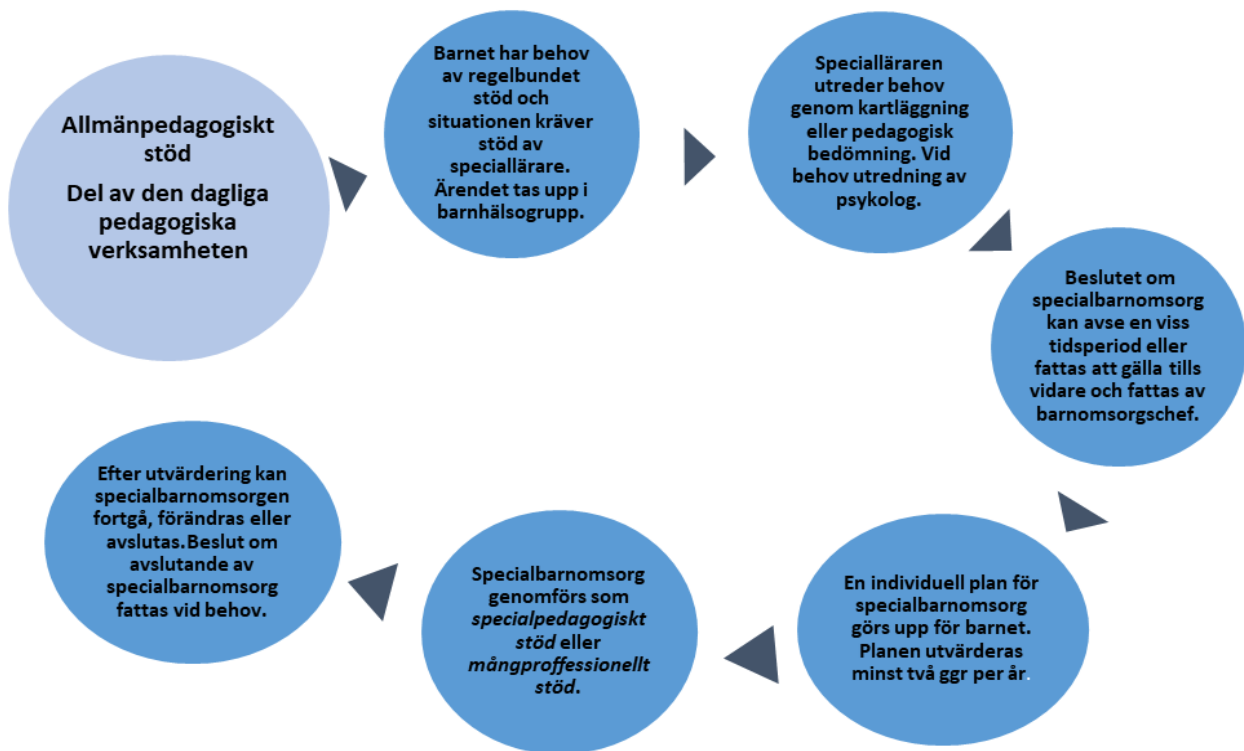 Allmänpedagogiskt
stöd
Del av den dagliga
pedagogiska
verksamheten
Barnet har behov
av regelbundet
stöd och
situationen kräver
stöd av
speciallärare.
Ärendet tas upp i
barnhälsogrupp.
Specialläraren
utreder behov
genom kartläggning
eller pedagogisk
bedömning. Vid
behov utredning av
psykolog.
Beslutet om
specialbarnomsorg
kan avse en viss
tidsperiod eller
fattas att gälla tills
vidare och fattas av
barnomsorgschef.
En individuell plan för
specialbarnomsorg
görs upp för barnet.
Planen utvärderas
minst två ggr per år.
Specialbarnomsorg
genomförs som
specialpedagogiskt
stöd eller
mångproffessionellt
stöd.
Efter utvärdering kan
specialbarnomsorgen
fortgå, förändras eller
avslutas.Beslut om
avslutande av
specialbarnomsorg
fattas vid behov.